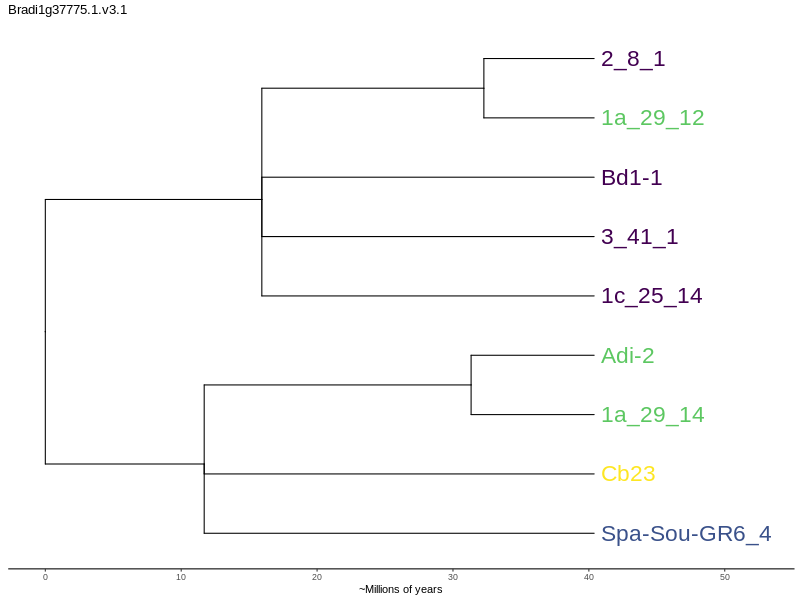 Bradi1g37775.1.v3.1
2_8_1
1a_29_12
Bd1-1
3_41_1
1c_25_14
Adi-2
1a_29_14
Cb23
Spa-Sou-GR6_4
0 10 20 30 40 50
~Millions of years